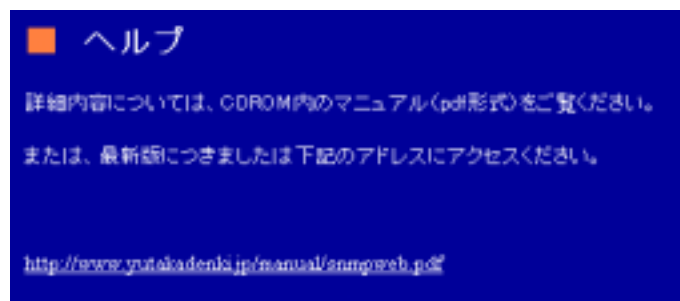 ■ ヘルプ
詳細内容については、CDROM内のマニュアル(pdf形式)をご覧ください。
または、最新版につきましたは下記のアドレスにアクセスください。
http://www.yutakadenki.jp/manual/snmpweb.pdf